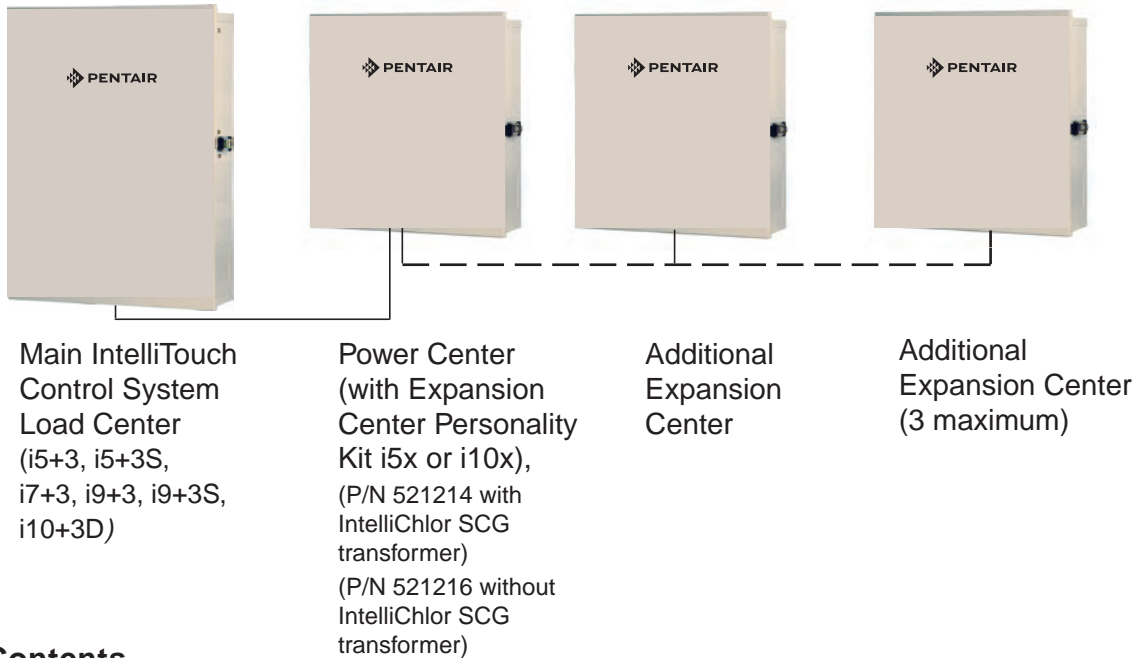 PENTAIR
PENTAIR
PENTAIR
PENTAIR
Main IntelliTouch
Control System
Load Center
(i5+3, i5+3S,
i7+3, i9+3, i9+3S,
i10+3D)
Power Center
(with Expansion
Center Personality
Kit i5x or i10x),
(P/N 521214 with
IntelliChlor SCG
transformer)
(P/N 521216 without
IntelliChlor SCG
transformer)
Additional
Expansion
Center
Additional
Expansion Center
(3 maximum)
Contents